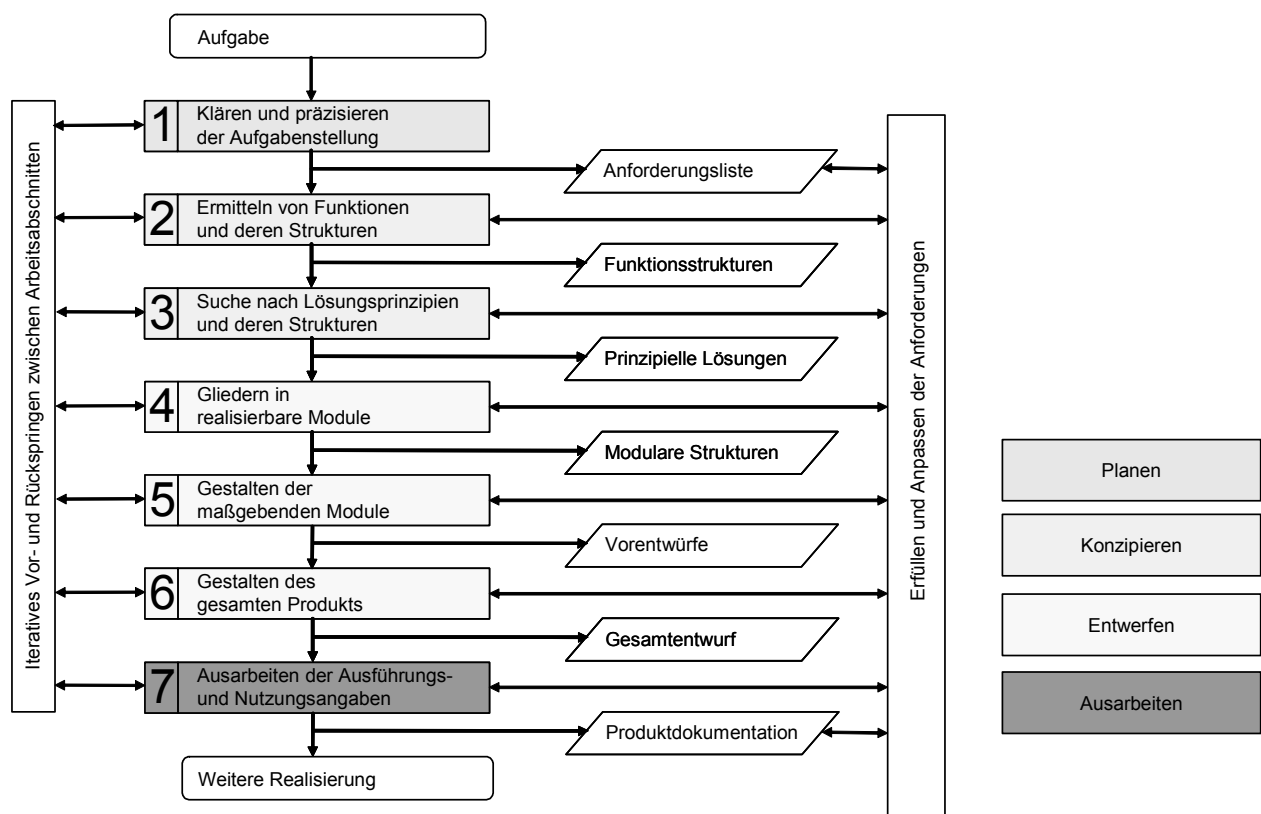 Aufgabe
Iteratives Vor- und Rückspringen zwischen Arbeitsabschnitten
1
Klären und präzisieren
der Aufgabenstellung
Anforderungsliste
2
Ermitteln von Funktionen
und deren Strukturen
Funktionsstrukturen
3
Suche nach Lösungsprinzipien
und deren Strukturen
Prinzipielle Lösungen
4
Gliedern in
realisierbare Module
Modulare Strukturen
5
Gestalten der
maßgebenden Module
Vorentwürfe
6
Gestalten des
gesamten Produkts
Gesamtentwurf
7
Ausarbeiten der Ausführungs-
und Nutzungsangaben
Produktdokumentation
Weitere Realisierung
Erfüllen und Anpassen der Anforderungen
Planen
Konzipieren
Entwerfen
Ausarbeiten